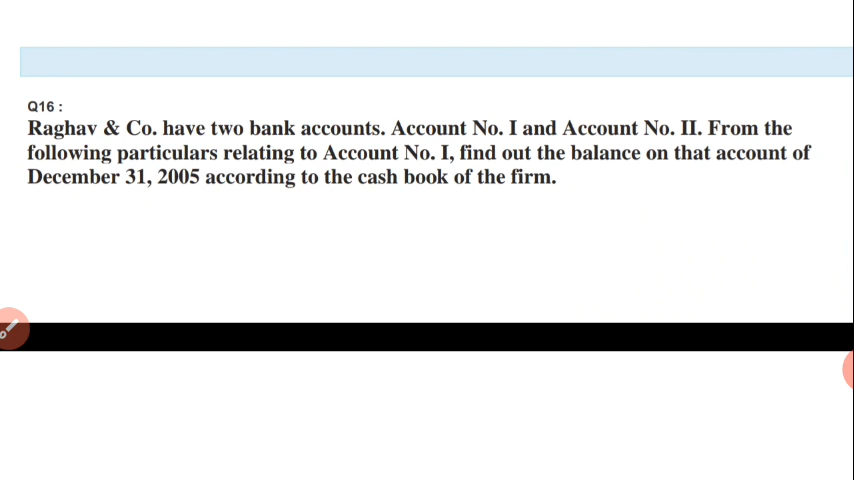 Q16 :
Raghav & Co. have two bank accounts. Account No. I and Account No. II. From the
following particulars relating to Account No. I, find out the balance on that account of
December 31, 2005 according to the cash book of the firm.